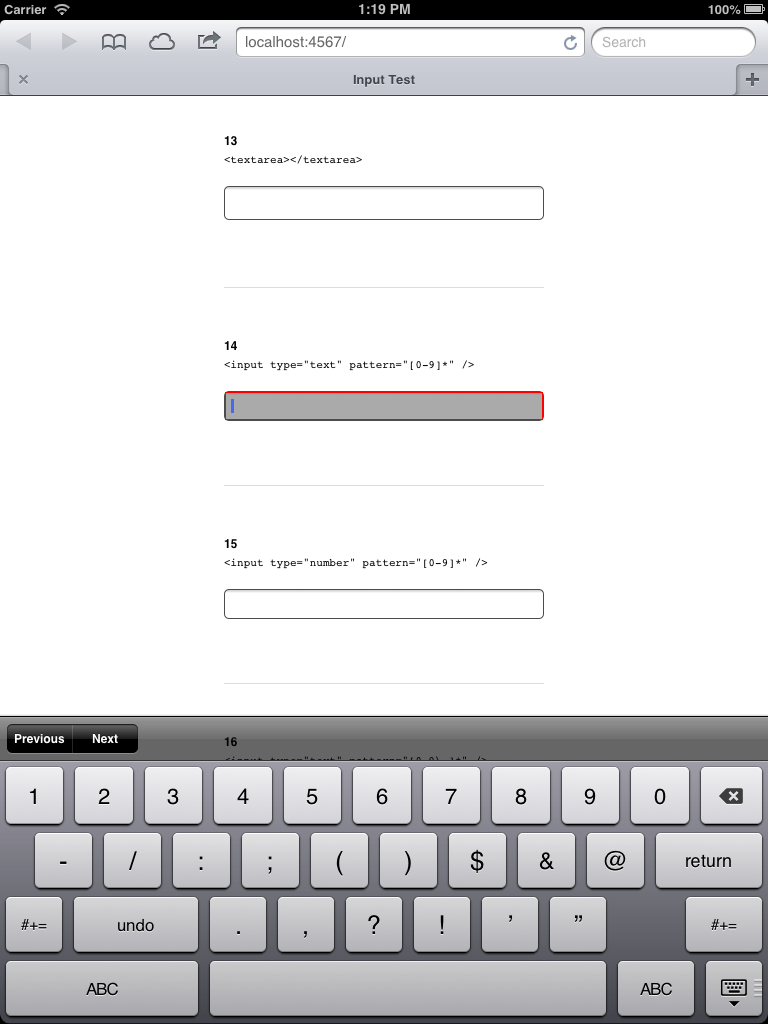 Carrier 1:19 PM 100%
localhost:4567/ Search
Input Test
13
<textarea></textarea>
14
<input type="text" pattern="[0-9]*" />
15
<input type="number" pattern="[0-9]*" />
Previous Next
16
1 2 3 4 5 6 7 8 9 0
- / : ; ( ) $ & @ return
#+= undo . , ? ! ’ ” #+=
ABC ABC